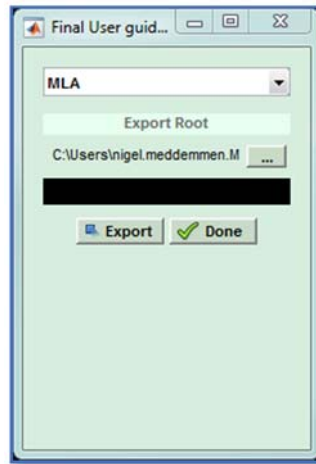 Final User guid...
MLA
Export Root
C:\Users\nigel.meddemmen.M
...
Export
Done